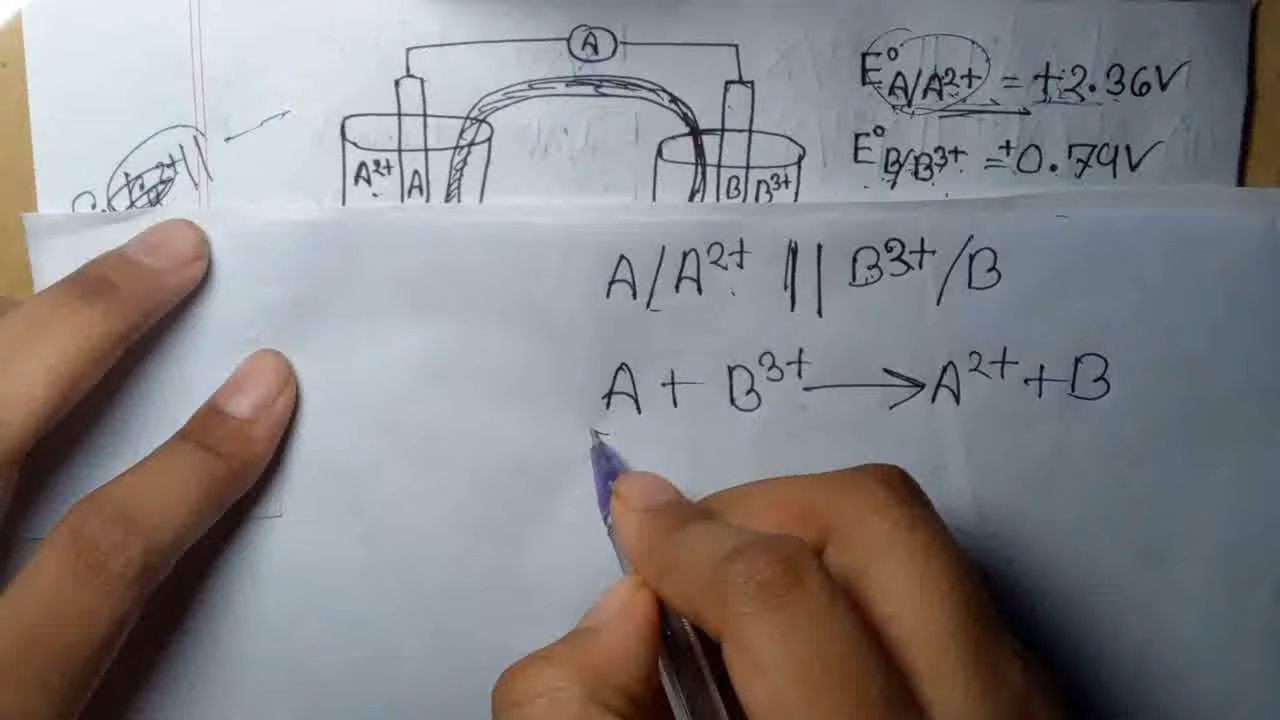 A
E°A/A2+ = +2.36V
E°B/B3+ = +0.79V
A2+ A
B B3+
A/A2+ || B3+/B
A + B3+ → A2+ + B